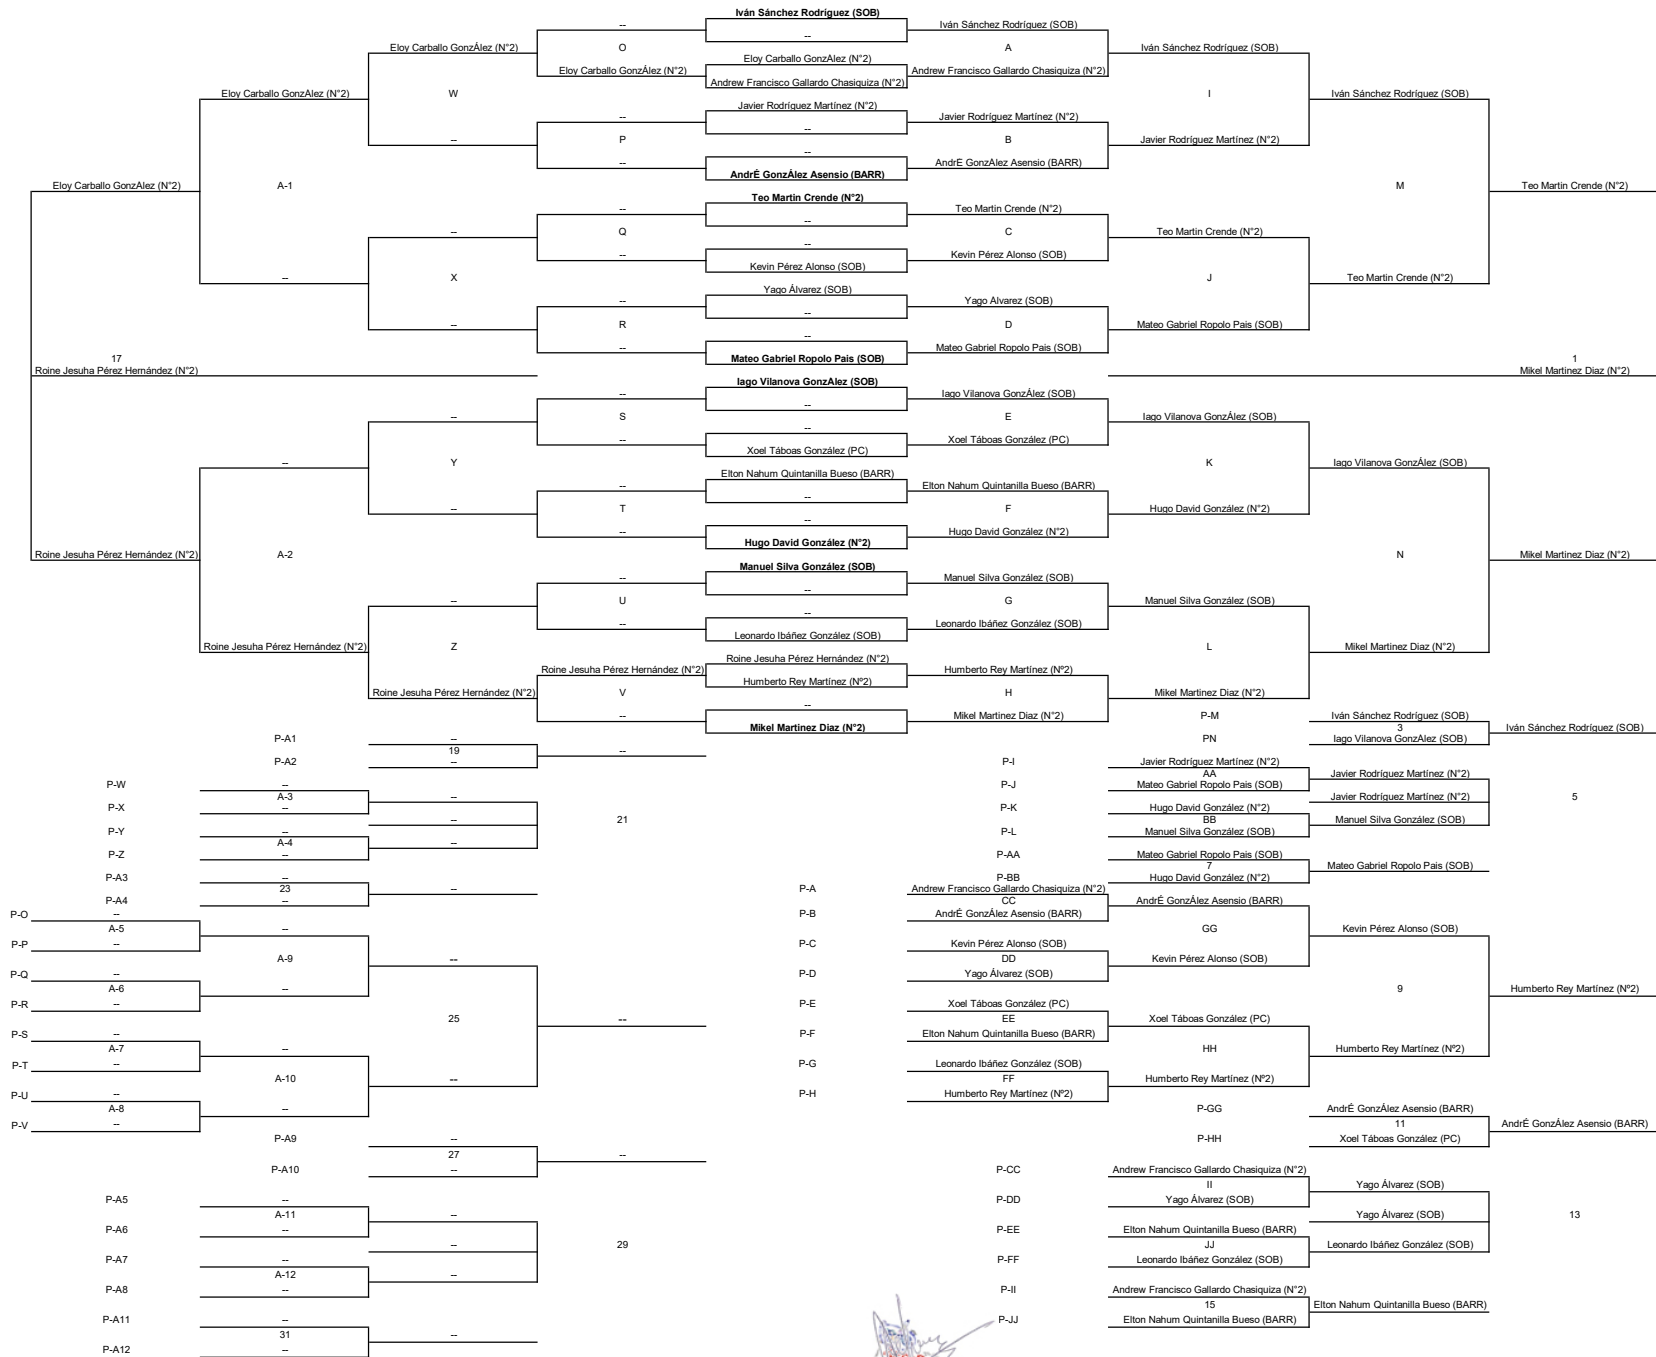 Iván Sánchez Rodríguez (SOB)
-- Iván Sánchez Rodríguez (SOB)
--
Eloy Carballo GonzÁlez (N°2) O A Iván Sánchez Rodríguez (SOB)
Eloy Carballo GonzÁlez (N°2)
Eloy Carballo GonzÁlez (N°2) Andrew Francisco Gallardo Chasiquiza (N°2)
Andrew Francisco Gallardo Chasiquiza (N°2)
Eloy Carballo GonzÁlez (N°2) W I Iván Sánchez Rodríguez (SOB)
Javier Rodríguez Martínez (N°2)
-- Javier Rodríguez Martínez (N°2)
--
-- P B Javier Rodríguez Martínez (N°2)
--
-- AndrÉ GonzÁlez Asensio (BARR)
AndrÉ GonzÁlez Asensio (BARR)
Eloy Carballo GonzÁlez (N°2) A-1 M Teo Martin Crende (N°2)
Teo Martin Crende (N°2)
-- Teo Martin Crende (N°2)
--
-- Q C Teo Martin Crende (N°2)
--
-- Kevin Pérez Alonso (SOB)
Kevin Pérez Alonso (SOB)
-- X J Teo Martin Crende (N°2)
Yago Álvarez (SOB)
-- Yago Álvarez (SOB)
--
-- R D Mateo Gabriel Ropolo Pais (SOB)
--
-- Mateo Gabriel Ropolo Pais (SOB)
17 Mateo Gabriel Ropolo Pais (SOB) 1
Roine Jesuha Pérez Hernández (N°2) Mikel Martinez Diaz (N°2)
Iago Vilanova GonzÁlez (SOB)
-- Iago Vilanova GonzÁlez (SOB)
--
-- S E Iago Vilanova GonzÁlez (SOB)
--
-- Xoel Táboas González (PC)
Xoel Táboas González (PC)
-- Y K Iago Vilanova GonzÁlez (SOB)
Elton Nahum Quintanilla Bueso (BARR)
-- Elton Nahum Quintanilla Bueso (BARR)
--
-- T F Hugo David González (N°2)
--
-- Hugo David González (N°2)
Hugo David González (N°2)
Roine Jesuha Pérez Hernández (N°2) A-2 N Mikel Martinez Diaz (N°2)
Manuel Silva González (SOB)
-- Manuel Silva González (SOB)
--
-- U G Manuel Silva González (SOB)
--
-- Leonardo Ibáñez González (SOB)
Leonardo Ibáñez González (SOB)
Roine Jesuha Pérez Hernández (N°2) Z L Mikel Martinez Diaz (N°2)
Roine Jesuha Pérez Hernández (N°2)
Roine Jesuha Pérez Hernández (N°2) Humberto Rey Martínez (Nº2)
Humberto Rey Martínez (Nº2)
Roine Jesuha Pérez Hernández (N°2) V H Mikel Martinez Diaz (N°2)
--
-- Mikel Martinez Diaz (N°2) P-M Iván Sánchez Rodríguez (SOB)
Mikel Martinez Diaz (N°2) 3 Iván Sánchez Rodríguez (SOB)
P-A1 -- PN Iago Vilanova GonzÁlez (SOB)
19 --
P-A2 -- P-I Javier Rodríguez Martínez (N°2)
AA Javier Rodríguez Martínez (N°2)
P-W -- P-J Mateo Gabriel Ropolo Pais (SOB)
A-3 -- Javier Rodríguez Martínez (N°2) 5
P-X -- P-K Hugo David González (N°2)
-- 21 BB Manuel Silva González (SOB)
P-Y -- P-L Manuel Silva González (SOB)
A-4 --
P-Z -- P-AA Mateo Gabriel Ropolo Pais (SOB)
7 Mateo Gabriel Ropolo Pais (SOB)
P-A3 -- P-BB Hugo David González (N°2)
23 -- P-A Andrew Francisco Gallardo Chasiquiza (N°2)
P-A4 -- CC AndrÉ GonzÁlez Asensio (BARR)
P-O -- P-B AndrÉ GonzÁlez Asensio (BARR)
A-5 -- GG Kevin Pérez Alonso (SOB)
P-P -- P-C Kevin Pérez Alonso (SOB)
A-9 -- DD Kevin Pérez Alonso (SOB)
P-Q -- P-D Yago Álvarez (SOB)
A-6 -- 9 Humberto Rey Martínez (Nº2)
P-R -- P-E Xoel Táboas González (PC)
25 -- EE Xoel Táboas González (PC)
P-S -- P-F Elton Nahum Quintanilla Bueso (BARR)
A-7 -- HH Humberto Rey Martínez (Nº2)
P-T -- P-G Leonardo Ibáñez González (SOB)
A-10 -- FF Humberto Rey Martínez (Nº2)
P-U -- P-H Humberto Rey Martínez (Nº2)
A-8 -- P-GG AndrÉ GonzÁlez Asensio (BARR)
P-V -- 11 AndrÉ GonzÁlez Asensio (BARR)
P-A9 -- P-HH Xoel Táboas González (PC)
27 --
P-A10 -- P-CC Andrew Francisco Gallardo Chasiquiza (N°2)
II Yago Álvarez (SOB)
P-A5 -- P-DD Yago Álvarez (SOB)
A-11 -- Yago Álvarez (SOB) 13
P-A6 -- P-EE Elton Nahum Quintanilla Bueso (BARR)
-- 29 JJ Leonardo Ibáñez González (SOB)
P-A7 -- P-FF Leonardo Ibáñez González (SOB)
A-12 --
P-A8 -- P-II Andrew Francisco Gallardo Chasiquiza (N°2)
15 Elton Nahum Quintanilla Bueso (BARR)
P-A11 -- P-JJ Elton Nahum Quintanilla Bueso (BARR)
31 --
P-A12 --